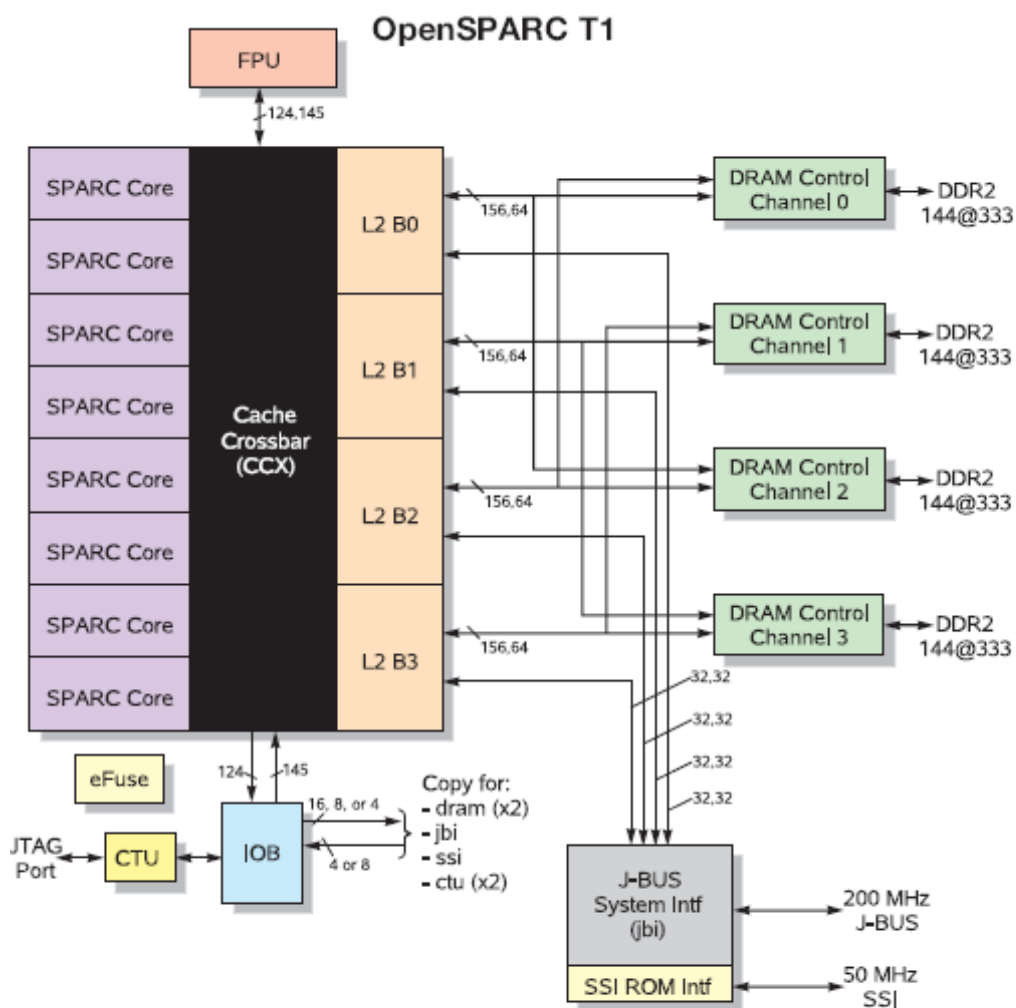 OpenSPARC T1
FPU
124,145
SPARC Core
SPARC Core
SPARC Core
SPARC Core
SPARC Core
SPARC Core
SPARC Core
SPARC Core
Cache
Crossbar
(CCX)
L2 B0
L2 B1
L2 B2
L2 B3
156,64
156,64
156,64
156,64
DRAM Control
Channel 0
DDR2
144@333
DRAM Control
Channel 1
DDR2
144@333
DRAM Control
Channel 2
DDR2
144@333
DRAM Control
Channel 3
DDR2
144@333
32,32
32,32
32,32
32,32
eFuse
124
145
JTAG
Port
CTU
IOB
16, 8, or 4
4 or 8
Copy for:
- dram (x2)
- jbi
- ssi
- ctu (x2)
J-BUS
System Intf
(jbi)
SSI ROM Intf
200 MHz
J-BUS
50 MHz
SSI